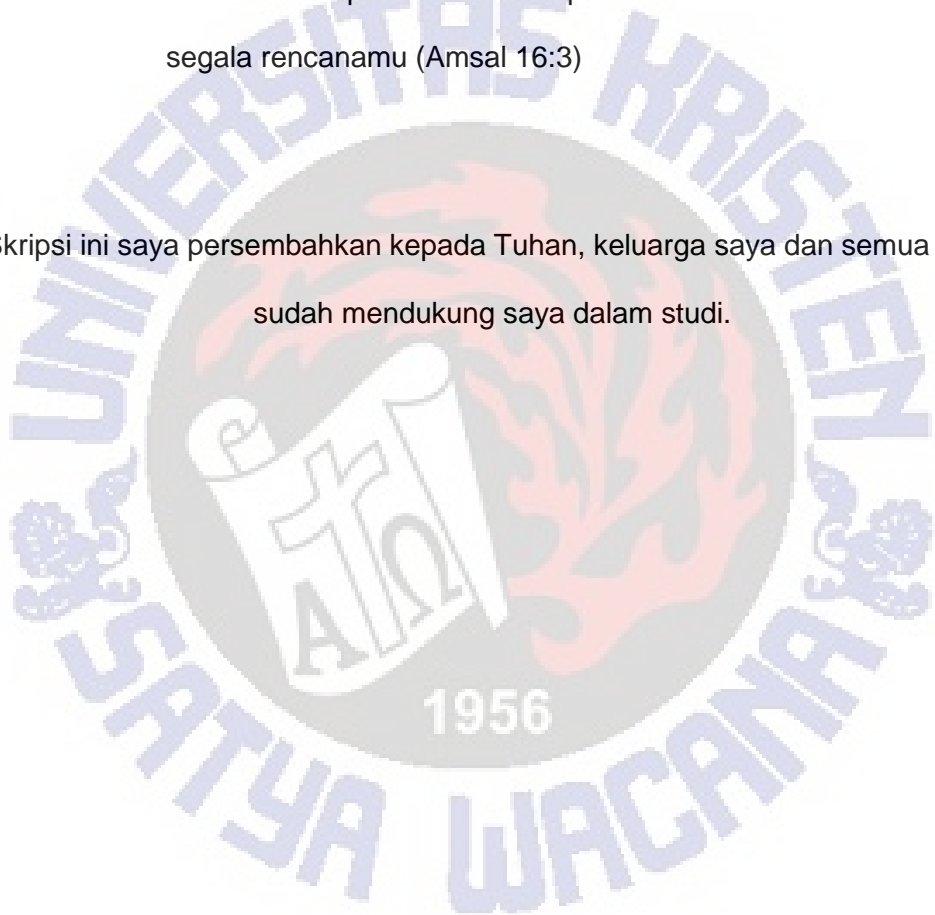 segala rencanamu (Amsal 16:3)
Skripsi ini saya persembahkan kepada Tuhan, keluarga saya dan semua
sudah mendukung saya dalam studi.
UNIVERSITAS KRISTEN
Α Ω
1956
SATYA WACANA